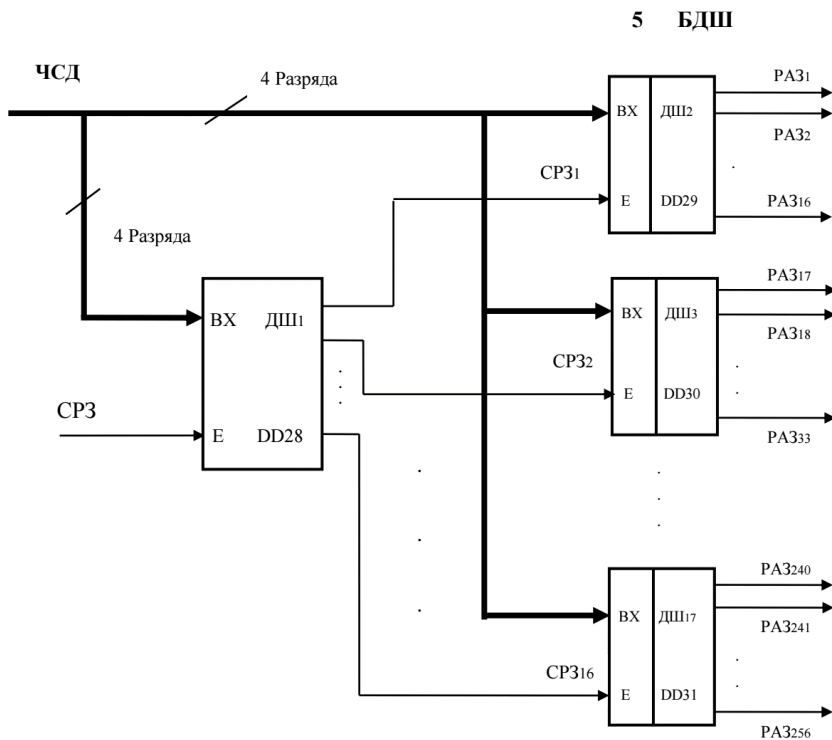 5 БДШ
ЧСД
4 Разряда
РАЗ1
ВХ ДШ2
РАЗ2
СРЗ1
Е DD29
РАЗ16
4 Разряда
РАЗ17
ВХ ДШ1
ВХ ДШ3
РАЗ18
СРЗ2
СРЗ
Е DD30
Е DD28
РАЗ33
РАЗ240
ВХ ДШ17
РАЗ241
СРЗ16
Е DD31
РАЗ256